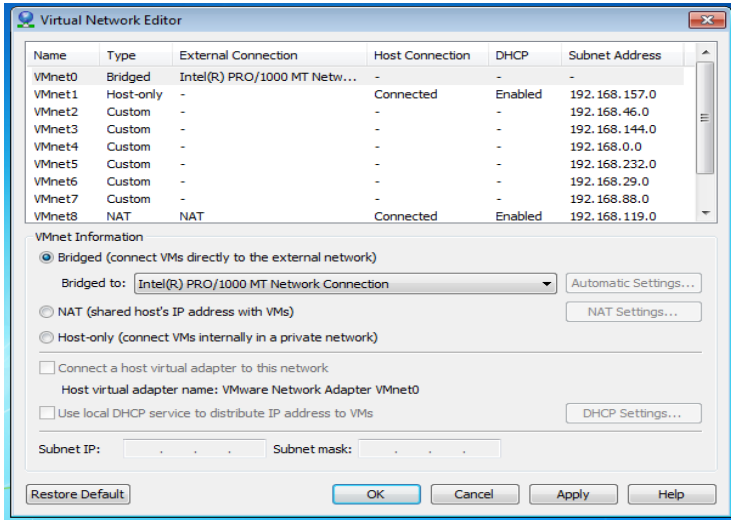 Virtual Network Editor
Name Type External Connection Host Connection DHCP Subnet Address
VMnet0 Bridged Intel(R) PRO/1000 MT Netw... - - -
VMnet1 Host-only - Connected Enabled 192.168.157.0
VMnet2 Custom - - - 192.168.46.0
VMnet3 Custom - - - 192.168.144.0
VMnet4 Custom - - - 192.168.0.0
VMnet5 Custom - - - 192.168.232.0
VMnet6 Custom - - - 192.168.29.0
VMnet7 Custom - - - 192.168.88.0
VMnet8 NAT NAT Connected Enabled 192.168.119.0
VMnet Information
Bridged (connect VMs directly to the external network)
Bridged to: Intel(R) PRO/1000 MT Network Connection Automatic Settings...
NAT (shared host's IP address with VMs) NAT Settings...
Host-only (connect VMs internally in a private network)
Connect a host virtual adapter to this network
Host virtual adapter name: VMware Network Adapter VMnet0
Use local DHCP service to distribute IP address to VMs DHCP Settings...
Subnet IP: . . . Subnet mask: . . .
Restore Default OK Cancel Apply Help